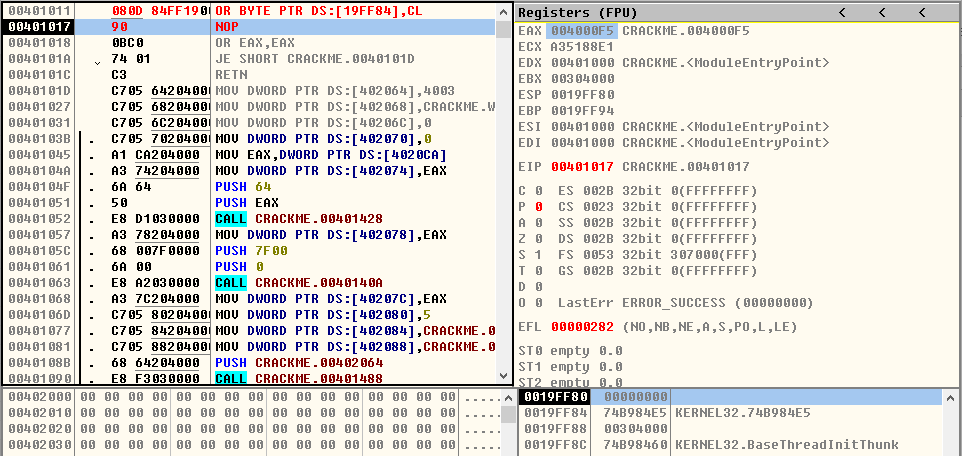 00401011 080D 84FF1900 OR BYTE PTR DS:[19FF84],CL
00401017 90 NOP
00401018 0BC0 OR EAX,EAX
0040101A 74 01 JE SHORT CRACKME.0040101D
0040101C C3 RETN
0040101D C705 64204000 MOV DWORD PTR DS:[402064],4003
00401027 C705 68204000 MOV DWORD PTR DS:[402068],CRACKME.W
00401031 C705 6C204000 MOV DWORD PTR DS:[40206C],0
0040103B . C705 70204000 MOV DWORD PTR DS:[402070],0
00401045 . A1 CA204000 MOV EAX,DWORD PTR DS:[4020CA]
0040104A . A3 74204000 MOV DWORD PTR DS:[402074],EAX
0040104F . 6A 64 PUSH 64
00401051 . 50 PUSH EAX
00401052 . E8 D1030000 CALL CRACKME.00401428
00401057 . A3 78204000 MOV DWORD PTR DS:[402078],EAX
0040105C . 68 007F0000 PUSH 7F00
00401061 . 6A 00 PUSH 0
00401063 . E8 A2030000 CALL CRACKME.0040140A
00401068 . A3 7C204000 MOV DWORD PTR DS:[40207C],EAX
0040106D . C705 80204000 MOV DWORD PTR DS:[402080],5
00401077 . C705 84204000 MOV DWORD PTR DS:[402084],CRACKME.0
00401081 . C705 88204000 MOV DWORD PTR DS:[402088],CRACKME.0
0040108B . 68 64204000 PUSH CRACKME.00402064
00401090 . E8 F3030000 CALL CRACKME.00401488
Registers (FPU) < < <
EAX 004000F5 CRACKME.004000F5
ECX A35188E1
EDX 00401000 CRACKME.<ModuleEntryPoint>
EBX 00304000
ESP 0019FF80
EBP 0019FF94
ESI 00401000 CRACKME.<ModuleEntryPoint>
EDI 00401000 CRACKME.<ModuleEntryPoint>
EIP 00401017 CRACKME.00401017
C 0 ES 002B 32bit 0(FFFFFFFF)
P 0 CS 0023 32bit 0(FFFFFFFF)
A 0 SS 002B 32bit 0(FFFFFFFF)
Z 0 DS 002B 32bit 0(FFFFFFFF)
S 1 FS 0053 32bit 307000(FFF)
T 0 GS 002B 32bit 0(FFFFFFFF)
D 0
O 0 LastErr ERROR_SUCCESS (00000000)
EFL 00000282 (NO,NB,NE,A,S,PO,L,LE)
ST0 empty 0.0
ST1 empty 0.0
ST2 empty 0.0
00402000 00 00 00 00 00 00 00 00 00 00 00 00 .....
00402010 00 00 00 00 00 00 00 00 00 00 00 00 .....
00402020 00 00 00 00 00 00 00 00 00 00 00 00 .....
00402030 00 00 00 00 00 00 00 00 00 00 00 00 .....
0019FF80 00000000
0019FF84 74B984E5 KERNEL32.74B984E5
0019FF88 00304000
0019FF8C 74B98460 KERNEL32.BaseThreadInitThunk